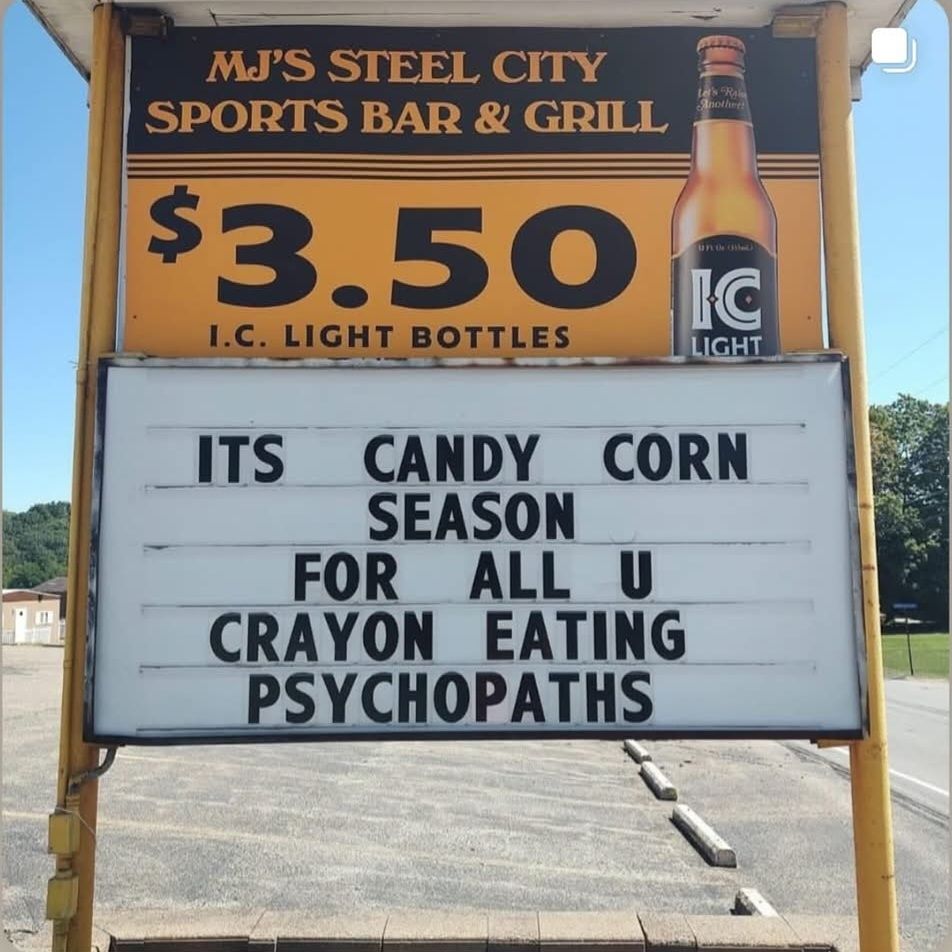 MJ'S STEEL CITY
SPORTS BAR & GRILL
$3.50
I.C. LIGHT BOTTLES
Another!
IC
LIGHT
ITS CANDY CORN
SEASON
FOR ALL U
CRAYON EATING
PSYCHOPATHS